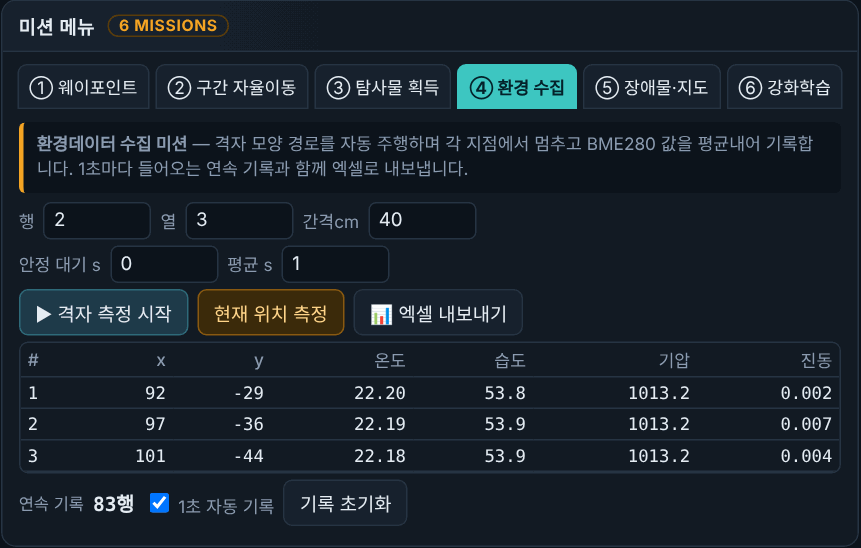 미션 메뉴 6 MISSIONS
① 웨이포인트 ② 구간 자율이동 ③ 탐사물 획득 ④ 환경 수집 ⑤ 장애물·지도 ⑥ 강화학습
환경데이터 수집 미션 — 격자 모양 경로를 자동 주행하며 각 지점에서 멈추고 BME280 값을 평균내어 기록합
니다. 1초마다 들어오는 연속 기록과 함께 엑셀로 내보냅니다.
행 2 열 3 간격cm 40
안정 대기 s 0 평균 s 1
▶ 격자 측정 시작 현재 위치 측정 📊 엑셀 내보내기
# x y 온도 습도 기압 진동
1 92 -29 22.20 53.8 1013.2 0.002
2 97 -36 22.19 53.9 1013.2 0.007
3 101 -44 22.18 53.9 1013.2 0.004
연속 기록 83행 1초 자동 기록 기록 초기화